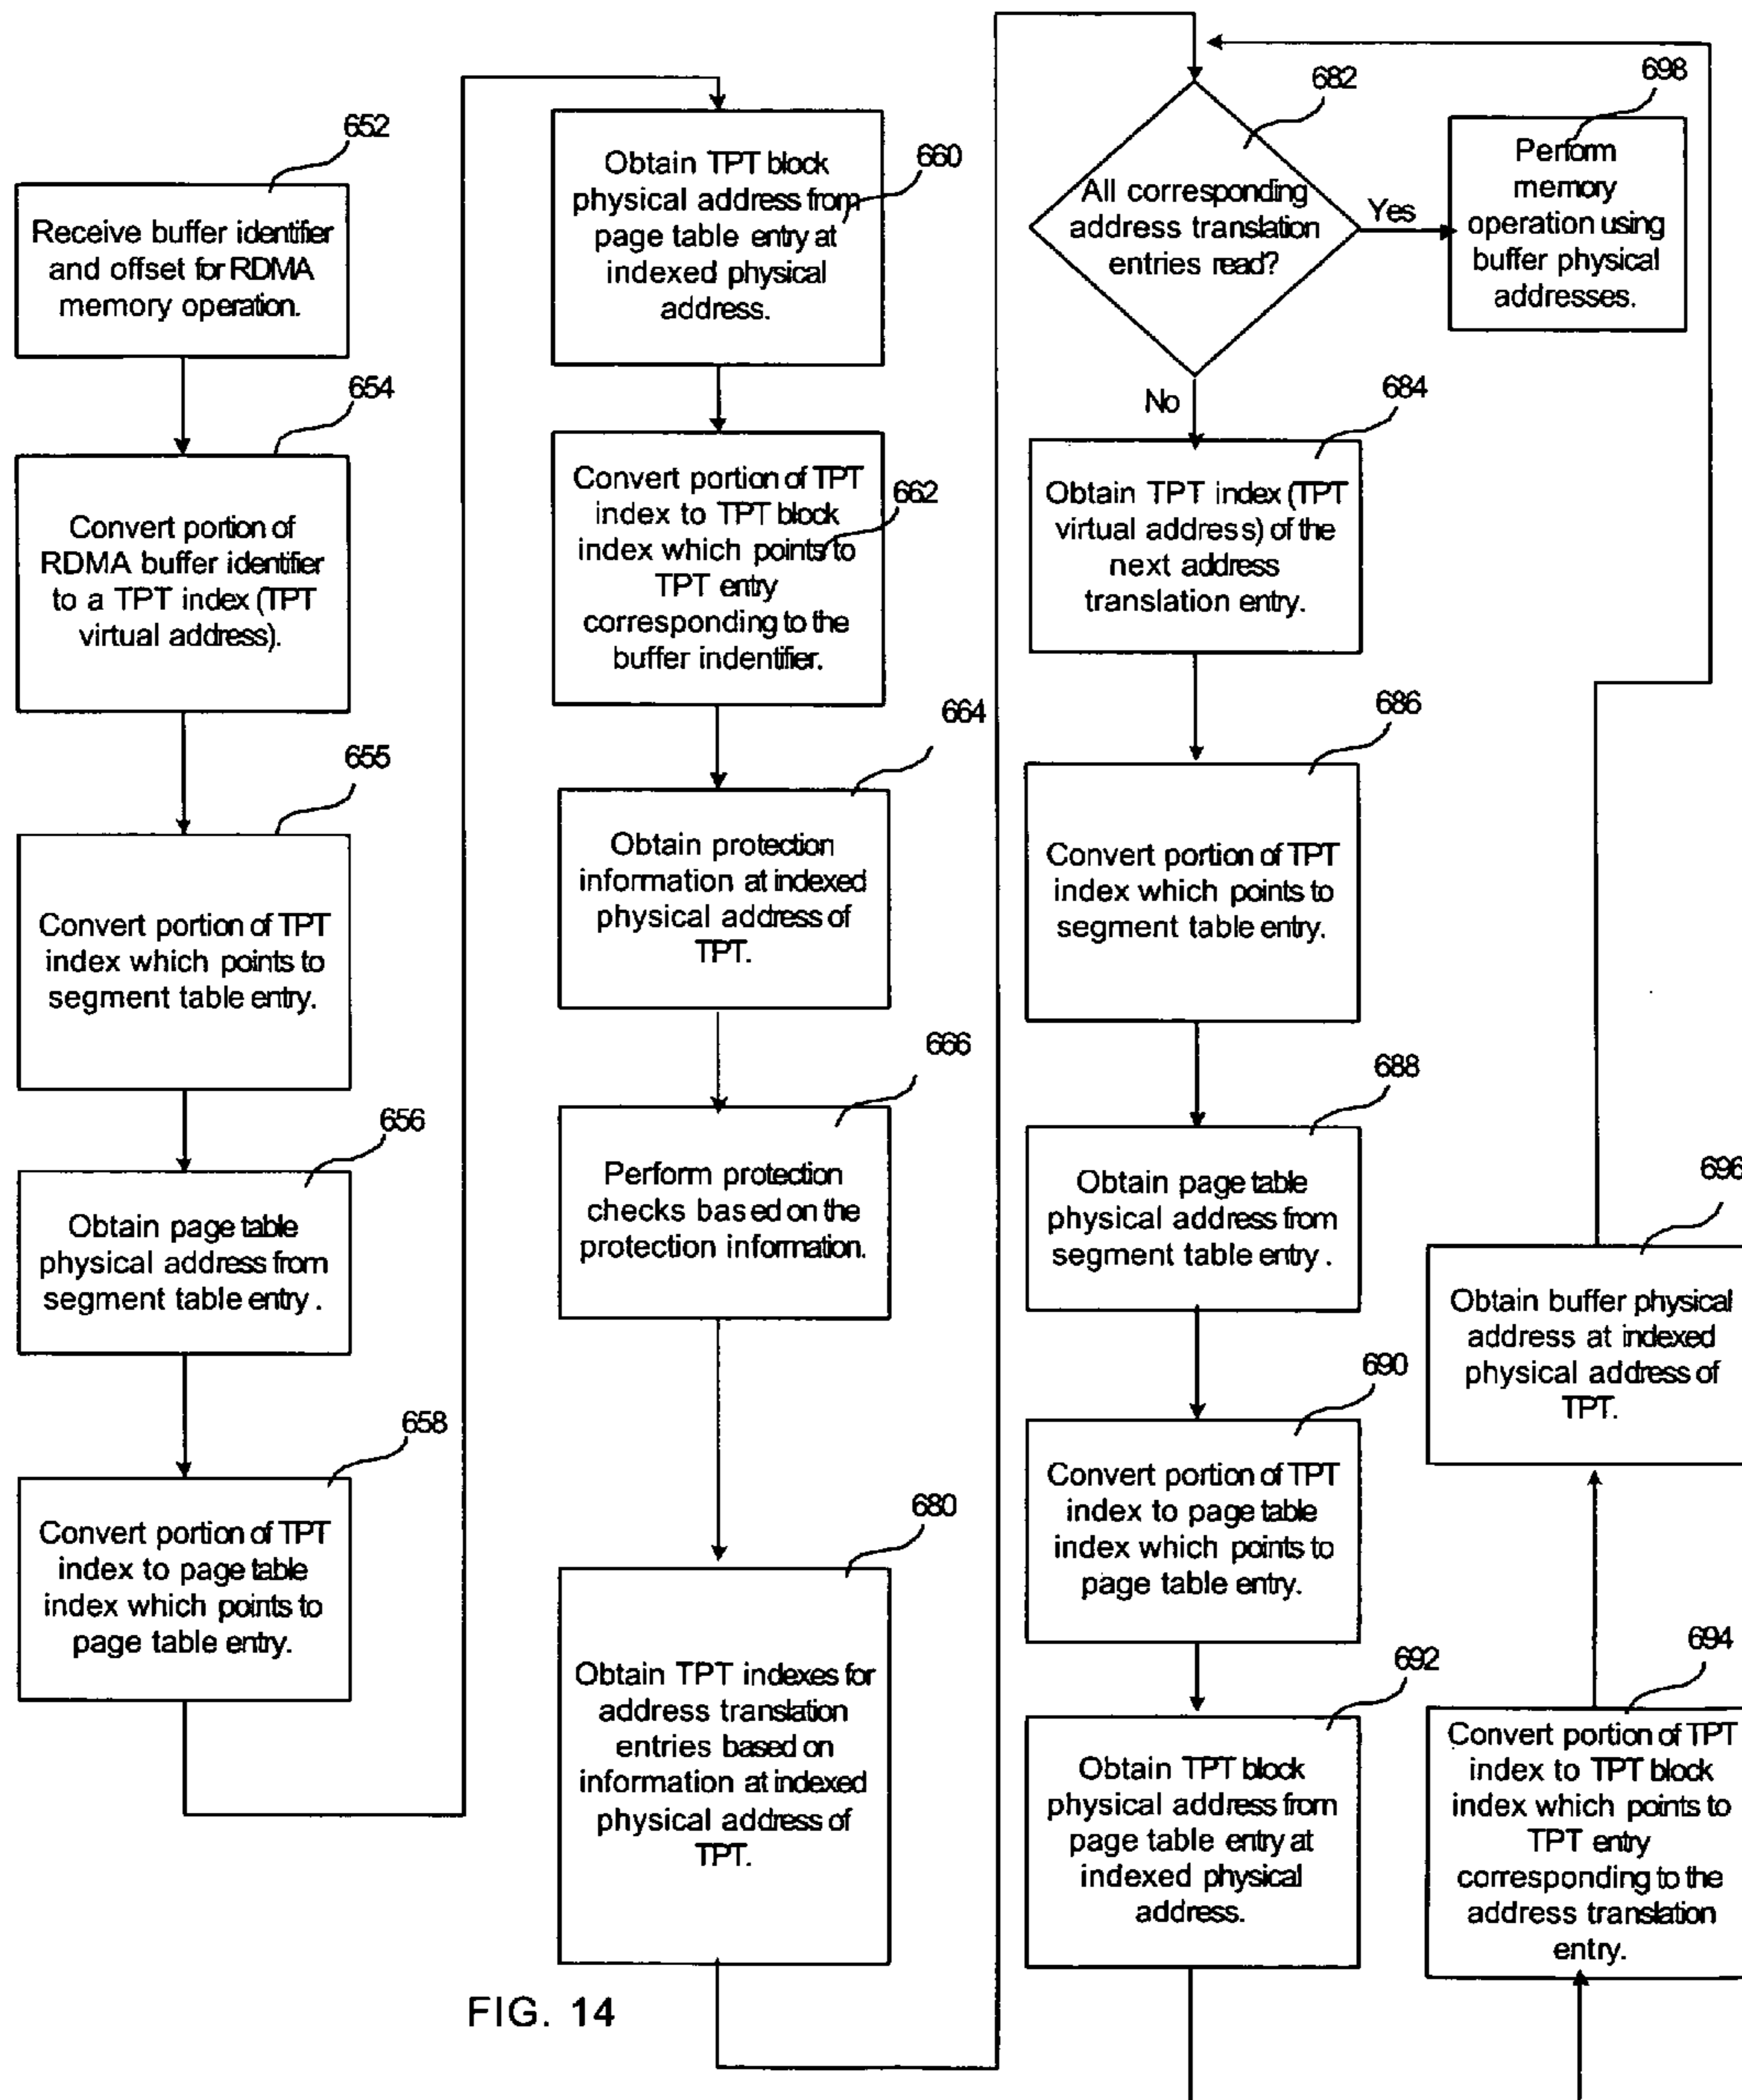 652
Receive buffer identifier
and offset for RDMA
memory operation.
654
Convert portion of
RDMA buffer identifier
to a TPT index (TPT
virtual address).
655
Convert portion of TPT
index which points to
segment table entry.
656
Obtain page table
physical address from
segment table entry .
658
Convert portion of TPT
index to page table
index which points to
page table entry.
660
Obtain TPT block
physical address from
page table entry at
indexed physical
address.
662
Convert portion of TPT
index to TPT block
index which points to
TPT entry
corresponding to the
buffer indentifier.
664
Obtain protection
information at indexed
physical address of
TPT.
666
Perform protection
checks based on the
protection information.
680
Obtain TPT indexes for
address translation
entries based on
information at indexed
physical address of
TPT.
682
All corresponding
address translation
entries read?
Yes
No
698
Perform
memory
operation using
buffer physical
addresses.
684
Obtain TPT index (TPT
virtual address) of the
next address
translation entry.
686
Convert portion of TPT
index which points to
segment table entry.
688
Obtain page table
physical address from
segment table entry .
690
Convert portion of TPT
index to page table
index which points to
page table entry.
692
Obtain TPT block
physical address from
page table entry at
indexed physical
address.
694
Convert portion of TPT
index to TPT block
index which points to
TPT entry
corresponding to the
address translation
entry.
696
Obtain buffer physical
address at indexed
physical address of
TPT.
FIG. 14